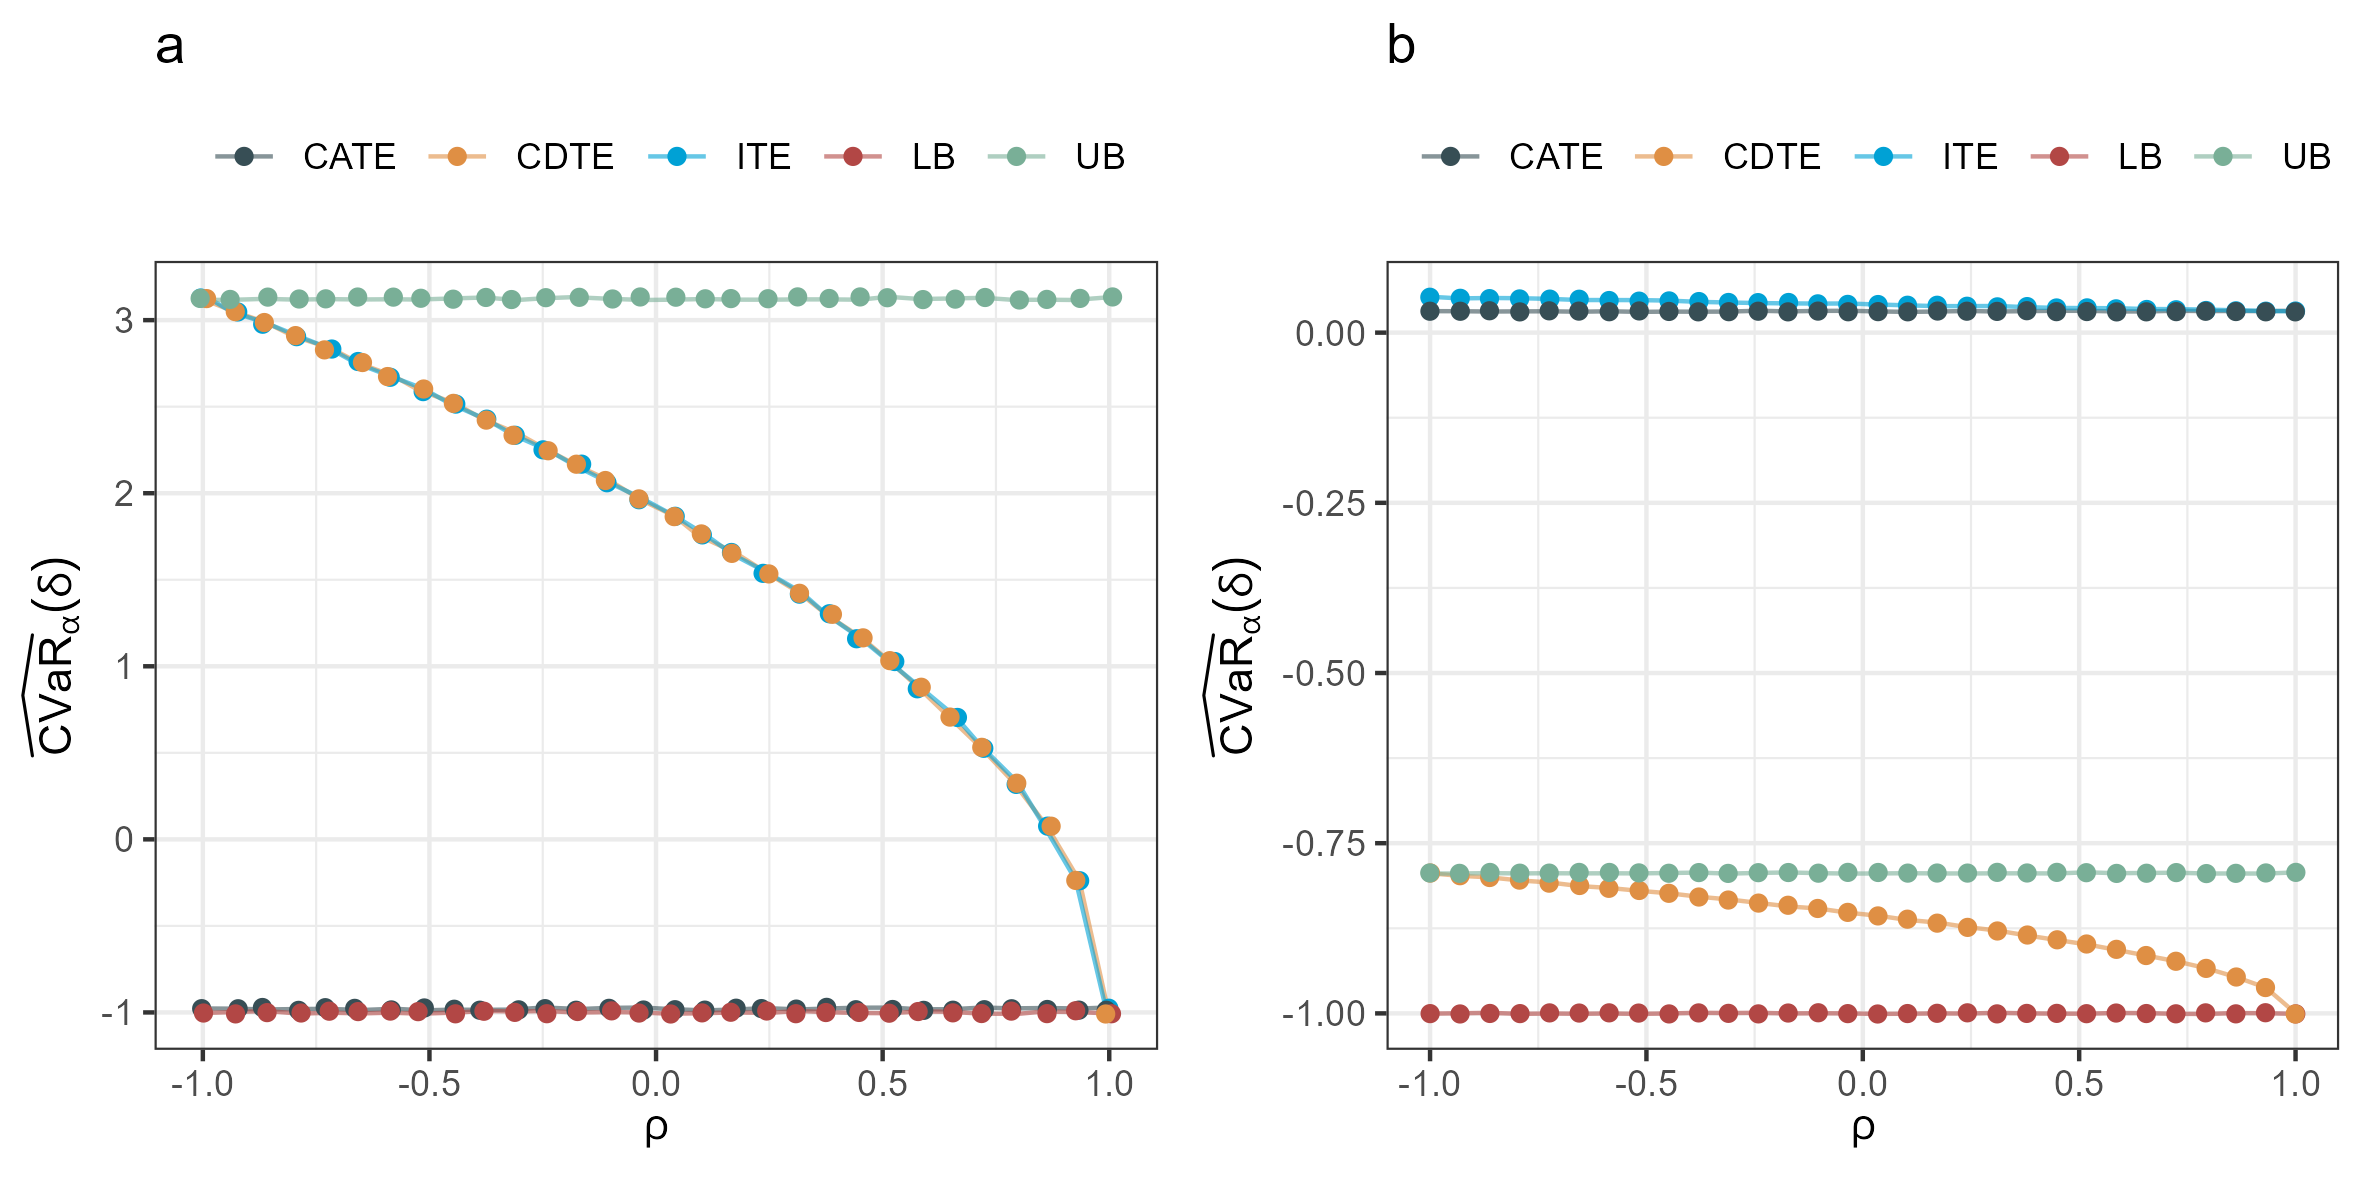 a
CATE CDTE ITE LB UB
3
2
1
0
-1
-1.0 -0.5 0.0 0.5 1.0
ρ
CVaRα(δ)
b
CATE CDTE ITE LB UB
0.00
-0.25
-0.50
-0.75
-1.00
-1.0 -0.5 0.0 0.5 1.0
ρ
CVaRα(δ)